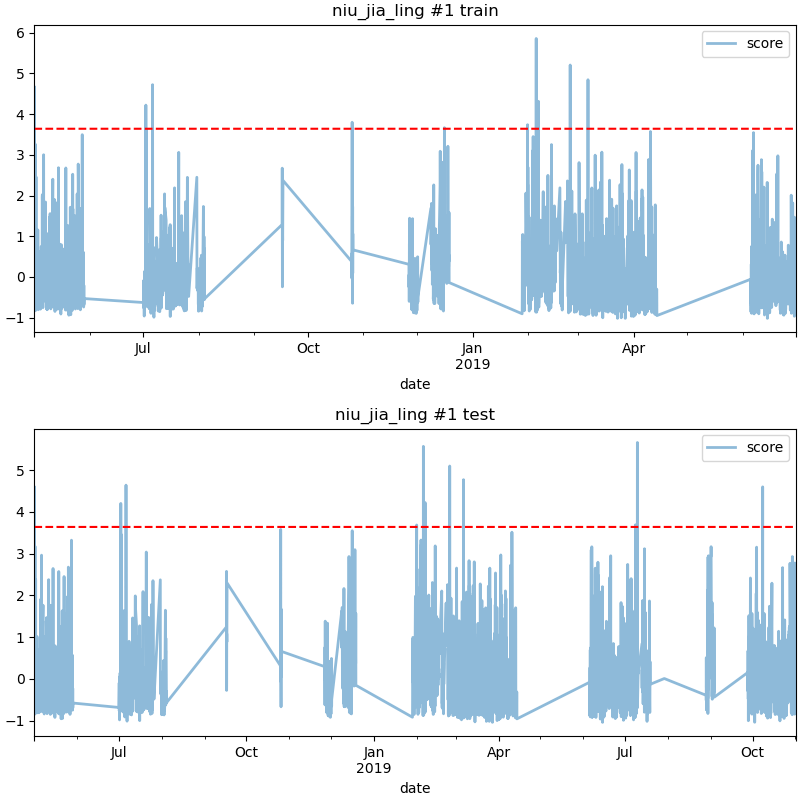 niu_jia_ling #1 train
score
6
5
4
3
2
1
0
−1
Jul
Oct
Jan
2019
Apr
date
niu_jia_ling #1 test
score
5
4
3
2
1
0
−1
Jul
Oct
Jan
2019
Apr
Jul
Oct
date